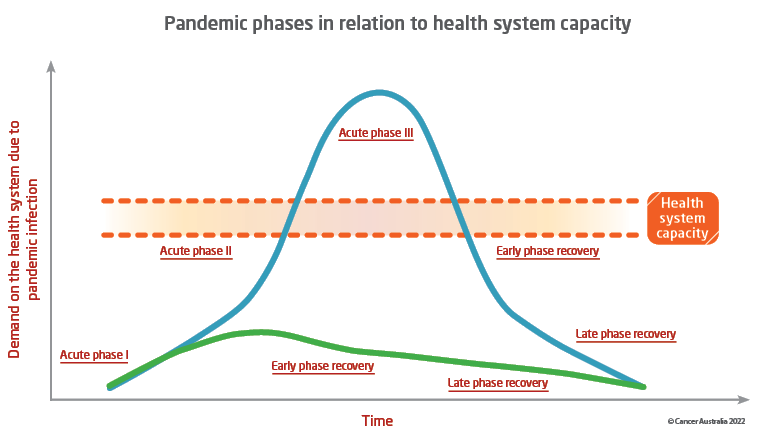 Pandemic phases in relation to health system capacity
Demand on the health system due to
pandemic infection
Acute phase III
Health
system
capacity
Acute phase II
Early phase recovery
Late phase recovery
Acute phase I
Early phase recovery
Late phase recovery
Time
© Cancer Australia 2022